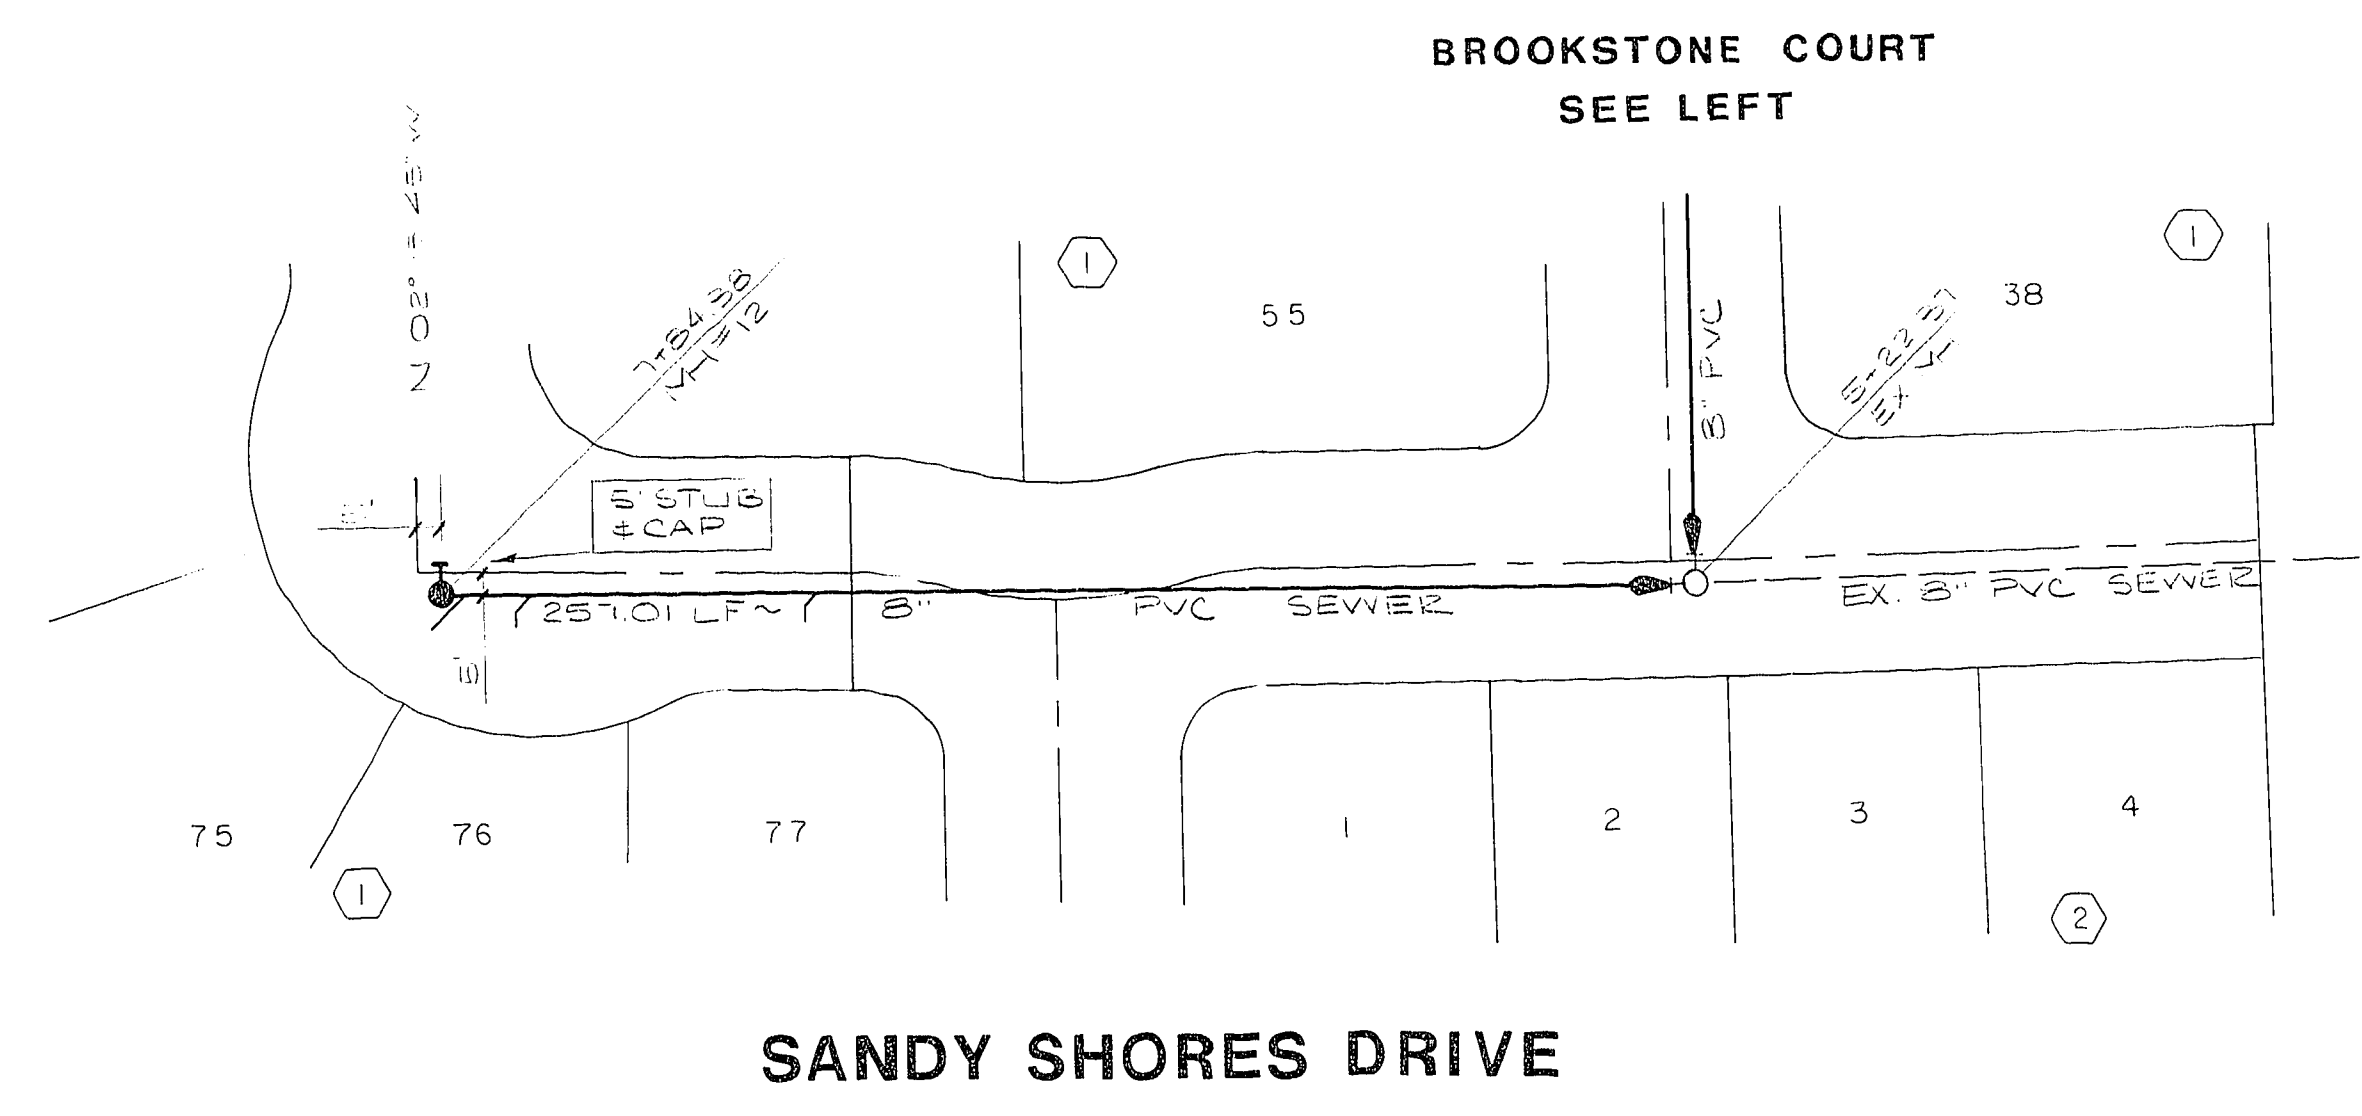 BROOKSTONE COURT
SEE LEFT
N 02°
45' W
1
55
8" PVC
1
38
7+84.38
MH#12
5+22
EX
5' STUB
& CAP
257.01 LF~ 8" PVC SEWER
EX. 8" PVC SEWER
75
76
77
1
2
3
4
1
2
SANDY SHORES DRIVE